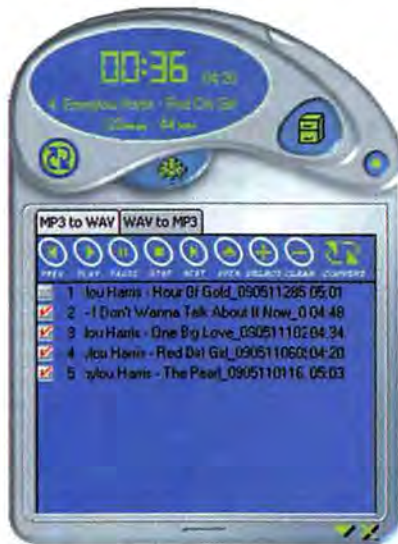 00:36 04:20
4. Emmylou Harris - Red Dirt Girl
44
MP3 to WAV WAV to MP3
PREV PLAY PAUSE STOP NEXT OPEN SELECT CLEAR CONVERT
1 lou Harris - Hour Of Gold_090511285 05:01
2 - I Don't Wanna Talk About It Now_0 04:48
3 lou Harris - One Big Love_090511102 04:34
4 ylou Harris - Red Dirt Girl_090511060 04:20
5 ylou Harris - The Pearl_0905110116 05:03